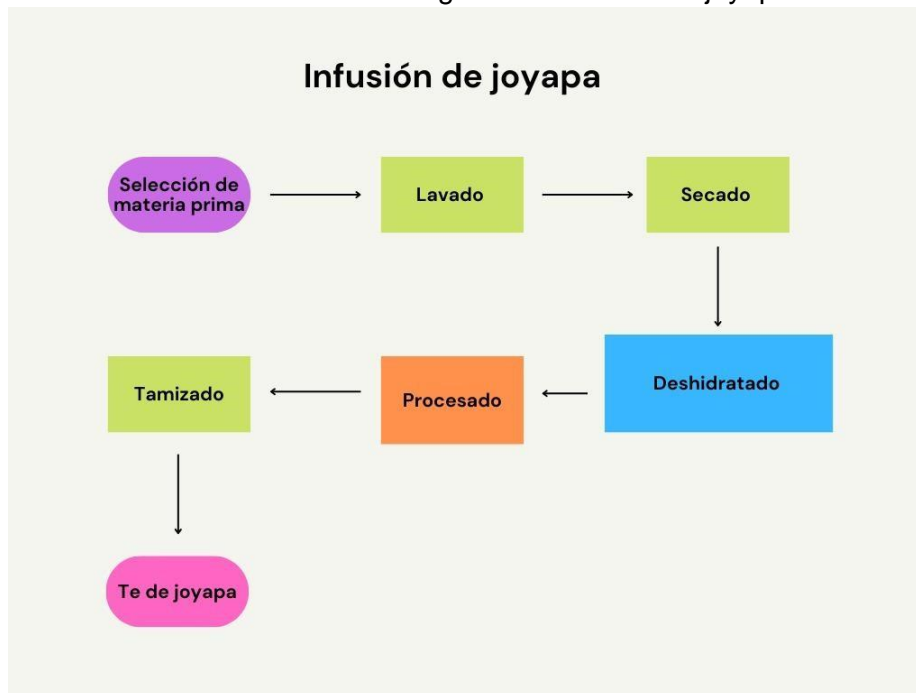 Infusión de joyapa
Selección de
materia prima
Lavado
Secado
Deshidratado
Procesado
Tamizado
Te de joyapa